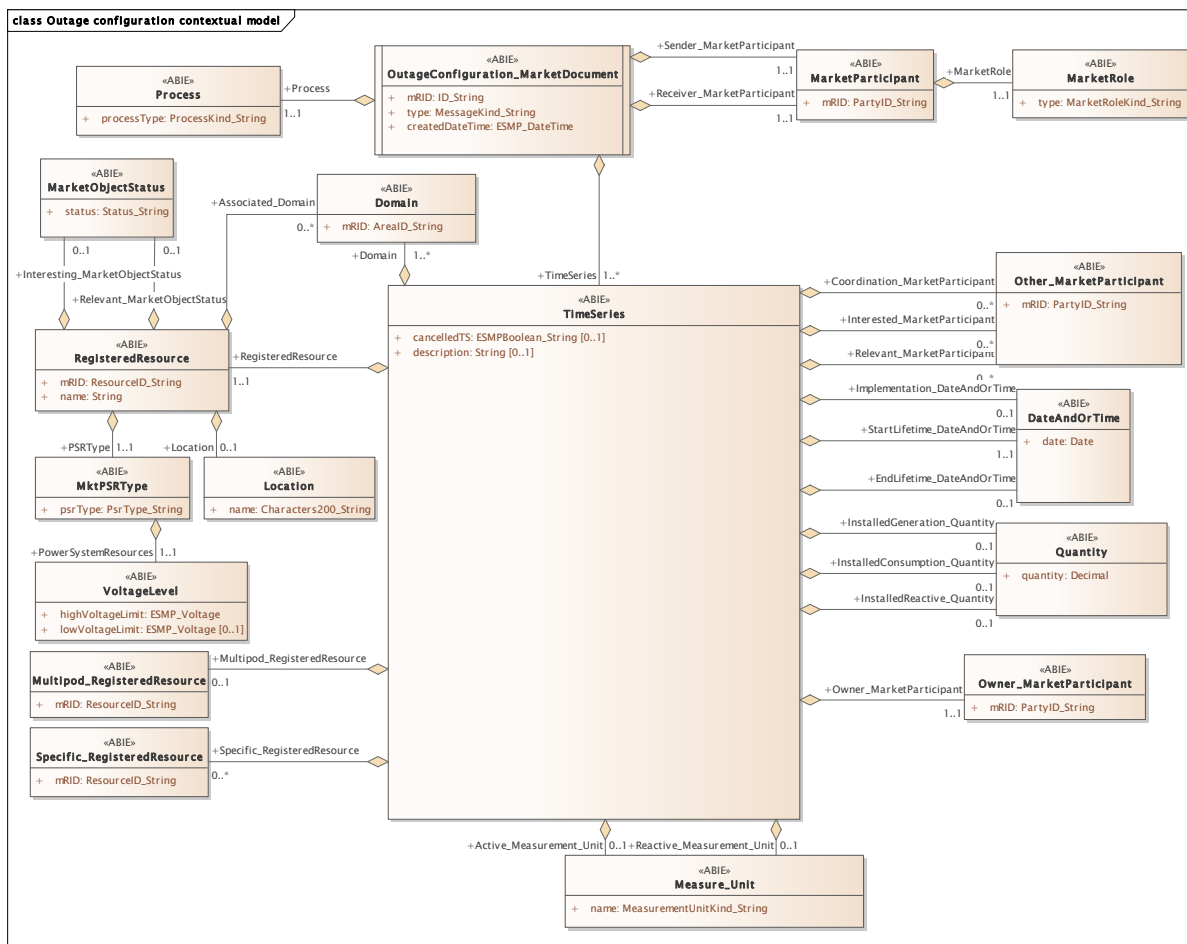 class Outage configuration contextual model
«ABIE»
OutageConfiguration_MarketDocument
+ mRID: ID_String
+ type: MessageKind_String
+ createdDateTime: ESMP_DateTime
+Sender_MarketParticipant
1..1
+Receiver_MarketParticipant
1..1
«ABIE»
MarketParticipant
+ mRID: PartyID_String
+MarketRole
1..1
«ABIE»
MarketRole
+ type: MarketRoleKind_String
«ABIE»
Process
+ processType: ProcessKind_String
+Process
1..1
«ABIE»
MarketObjectStatus
+ status: Status_String
0..1
0..1
+Interesting_MarketObjectStatus
+Relevant_MarketObjectStatus
+Associated_Domain
0..*
«ABIE»
Domain
+ mRID: AreaID_String
+Domain
1..*
+TimeSeries
1..*
«ABIE»
RegisteredResource
+ mRID: ResourceID_String
+ name: String
+RegisteredResource
1..1
«ABIE»
TimeSeries
+ cancelledTS: ESMPBoolean_String [0..1]
+ description: String [0..1]
+Coordination_MarketParticipant
0..*
+Interested_MarketParticipant
0..*
+Relevant_MarketParticipant
0..*
«ABIE»
Other_MarketParticipant
+ mRID: PartyID_String
+Implementation_DateAndOrTime
0..1
+StartLifetime_DateAndOrTime
1..1
+EndLifetime_DateAndOrTime
0..1
«ABIE»
DateAndOrTime
+ date: Date
+PSRType
1..1
+Location
0..1
«ABIE»
MktPSRType
+ psrType: PsrType_String
«ABIE»
Location
+ name: Characters200_String
+PowerSystemResources
1..1
«ABIE»
VoltageLevel
+ highVoltageLimit: ESMP_Voltage
+ lowVoltageLimit: ESMP_Voltage [0..1]
+InstalledGeneration_Quantity
0..1
+InstalledConsumption_Quantity
0..1
+InstalledReactive_Quantity
0..1
«ABIE»
Quantity
+ quantity: Decimal
«ABIE»
Multipod_RegisteredResource
+ mRID: ResourceID_String
+Multipod_RegisteredResource
0..1
+Owner_MarketParticipant
1..1
«ABIE»
Owner_MarketParticipant
+ mRID: PartyID_String
«ABIE»
Specific_RegisteredResource
+ mRID: ResourceID_String
+Specific_RegisteredResource
0..*
+Active_Measurement_Unit
0..1
+Reactive_Measurement_Unit
0..1
«ABIE»
Measure_Unit
+ name: MeasurementUnitKind_String